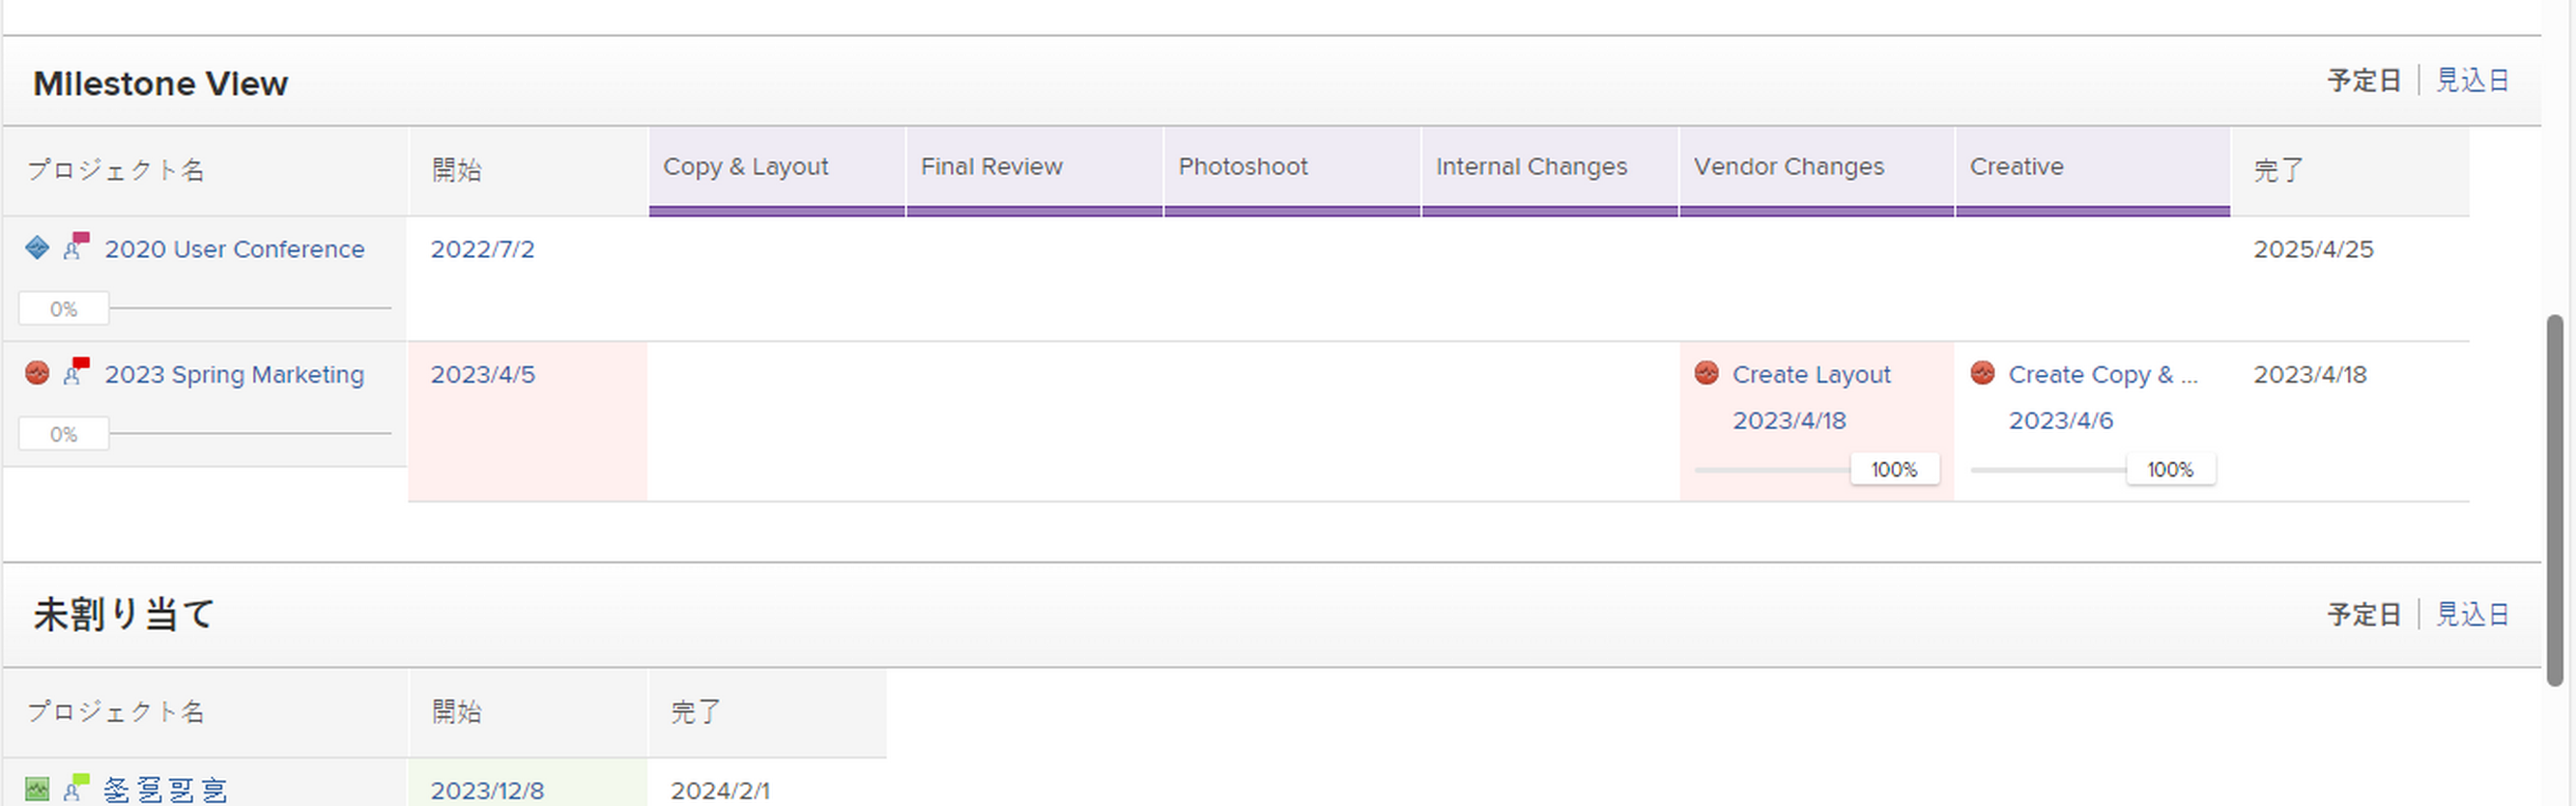 Milestone View
予定日 見込日
プロジェクト名 開始 Copy & Layout Final Review Photoshoot Internal Changes Vendor Changes Creative 完了
2020 User Conference 2022/7/2 2025/4/25
0%
2023 Spring Marketing 2023/4/5 Create Layout Create Copy & ... 2023/4/18
2023/4/18 2023/4/6
0%
100% 100%
未割り当て
予定日 見込日
プロジェクト名 開始 完了
2023/12/8 2024/2/1